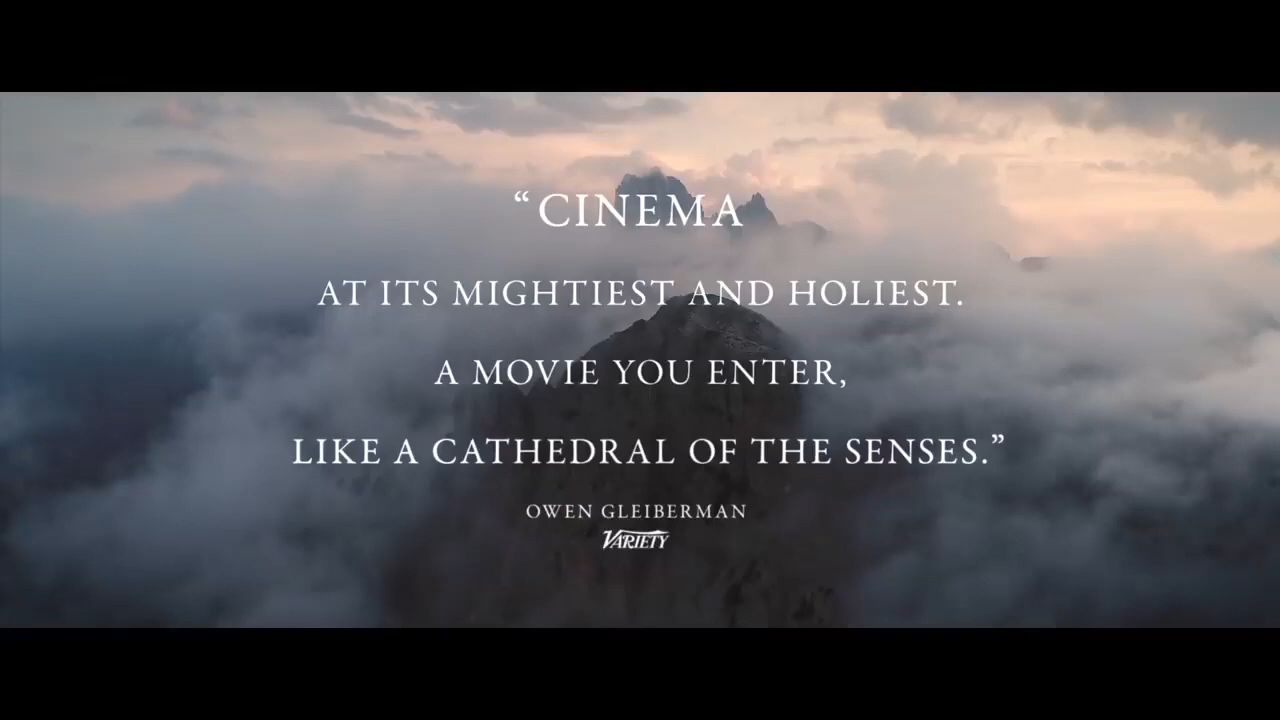 “CINEMA
AT ITS MIGHTIEST AND HOLIEST.
A MOVIE YOU ENTER,
LIKE A CATHEDRAL OF THE SENSES.”
OWEN GLEIBERMAN
VARIETY